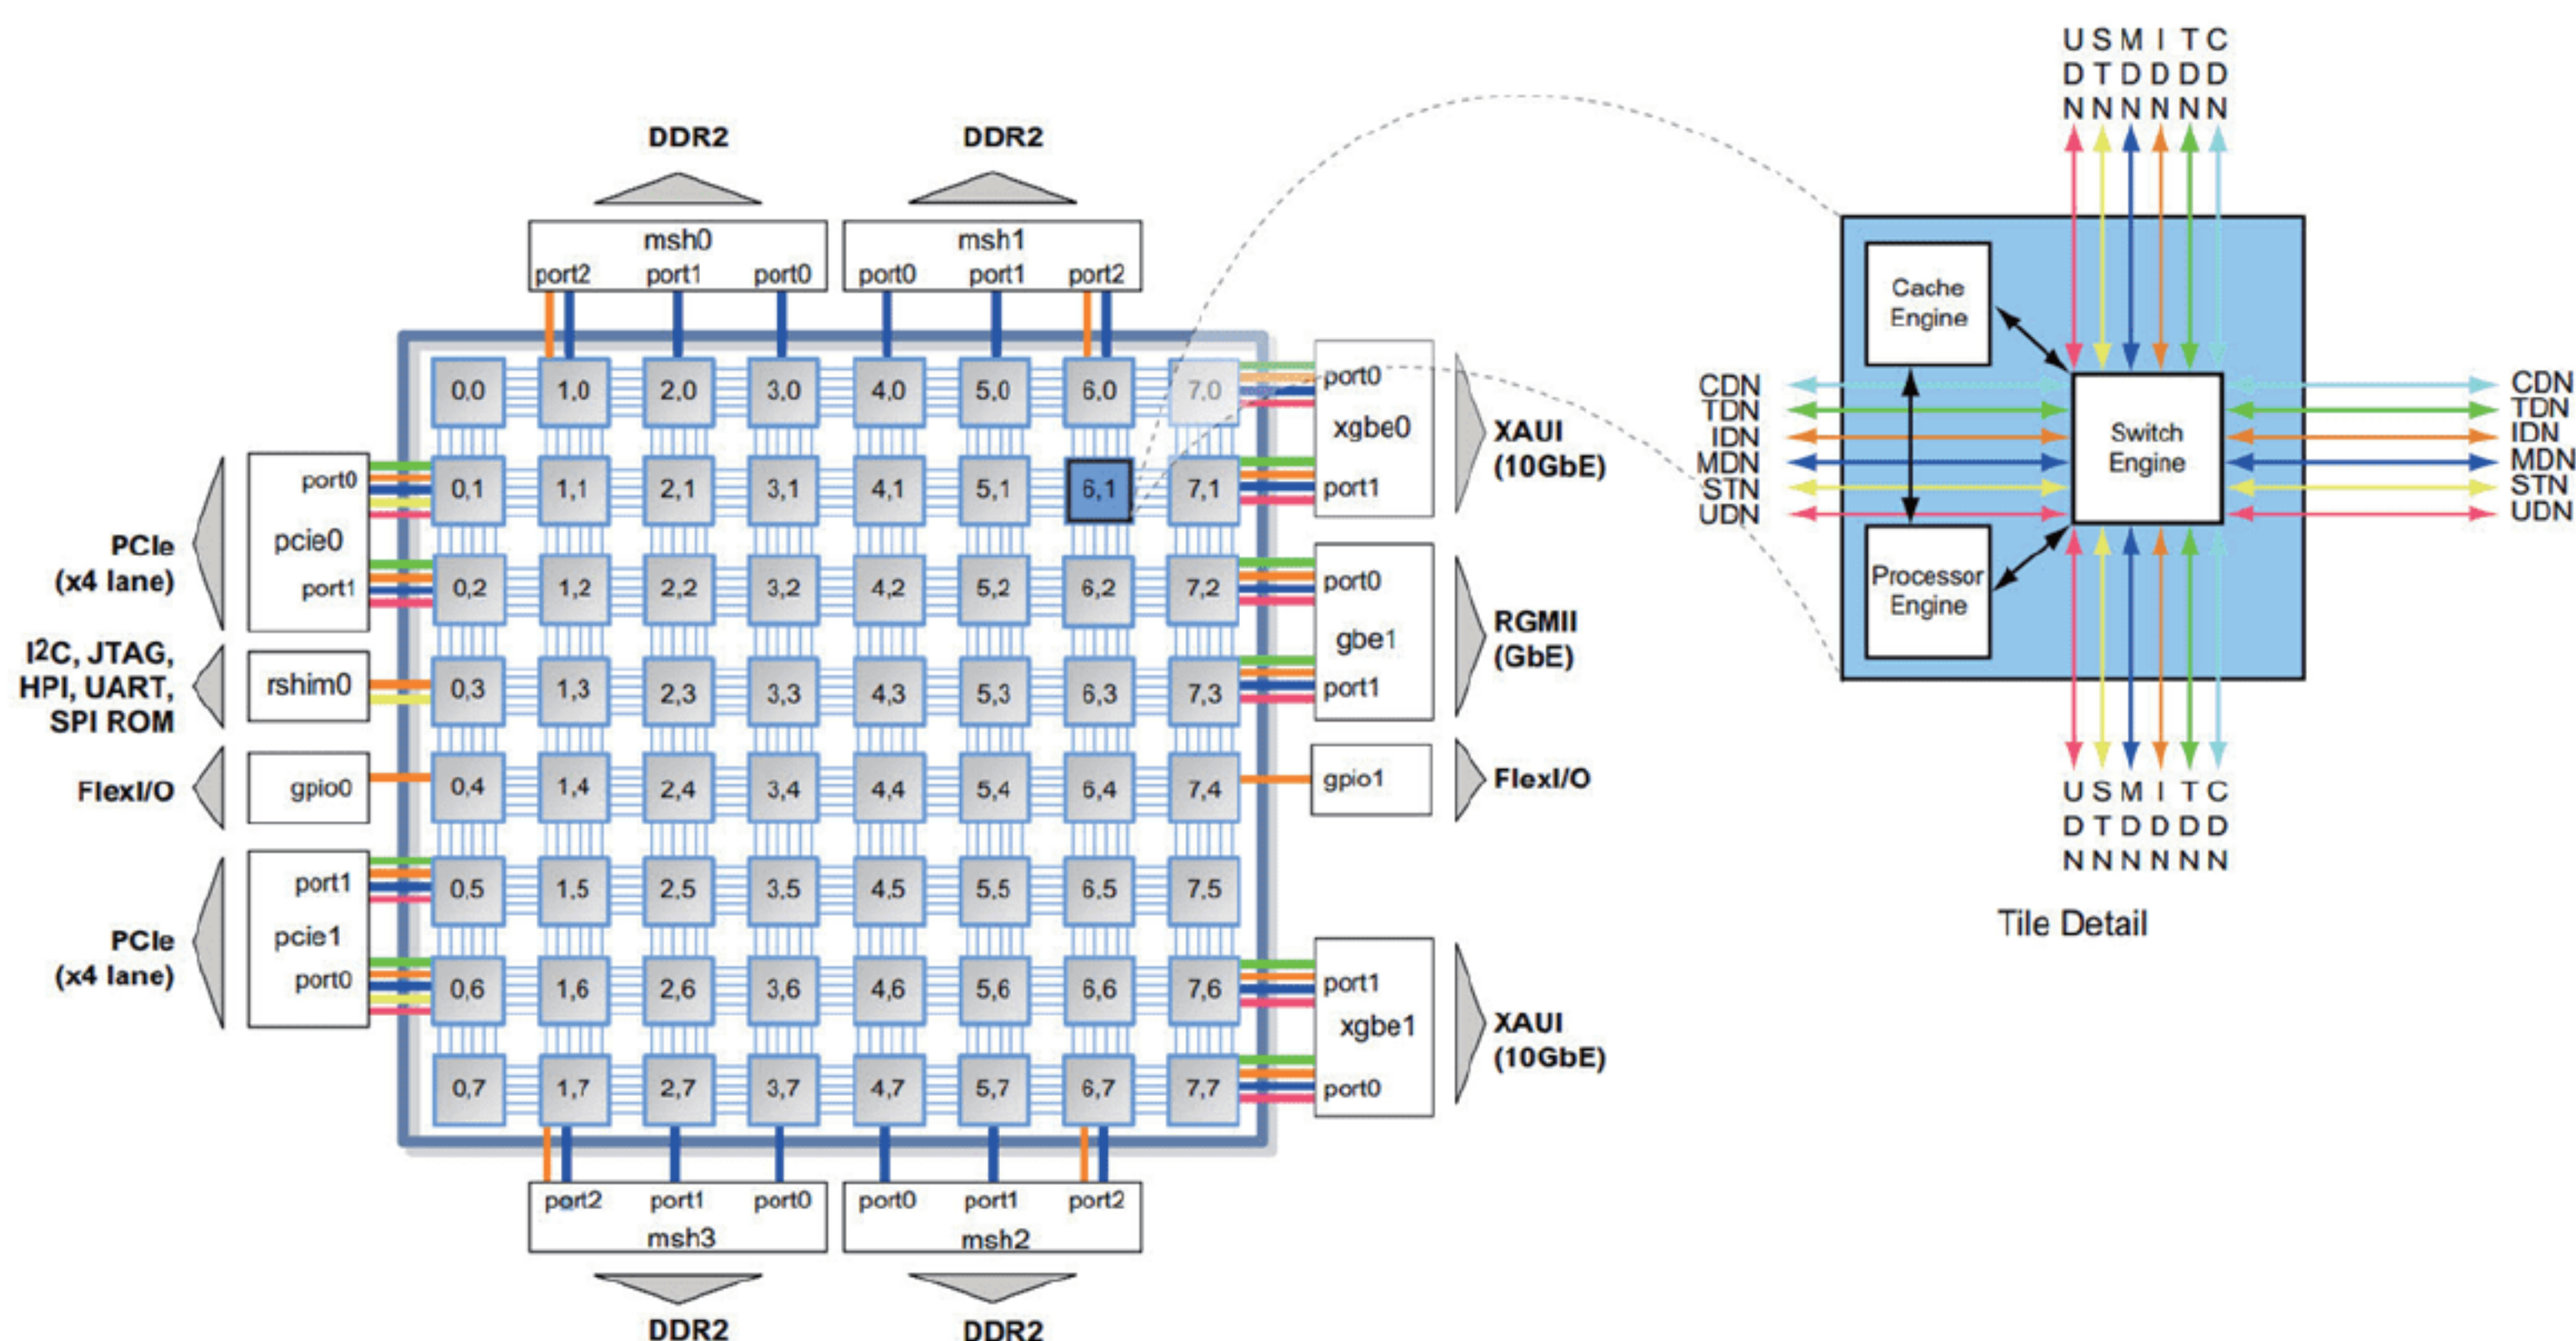 U S M I T C
D T D D D D
N N N N N N
DDR2 DDR2
msh0 msh1
port2 port1 port0 port0 port1 port2
0,0 1,0 2,0 3,0 4,0 5,0 6,0 7,0
port0
xgbe0
port1
XAUI
(10GbE)
port0
pcie0
port1
PCIe
(x4 lane)
0,1 1,1 2,1 3,1 4,1 5,1 6,1 7,1
0,2 1,2 2,2 3,2 4,2 5,2 6,2 7,2
port0
gbe1
port1
RGMII
(GbE)
I2C, JTAG,
HPI, UART,
SPI ROM
rshim0
0,3 1,3 2,3 3,3 4,3 5,3 6,3 7,3
FlexI/O
gpio0
0,4 1,4 2,4 3,4 4,4 5,4 6,4 7,4
gpio1
FlexI/O
port1
pcie1
port0
PCIe
(x4 lane)
0,5 1,5 2,5 3,5 4,5 5,5 6,5 7,5
0,6 1,6 2,6 3,6 4,6 5,6 6,6 7,6
0,7 1,7 2,7 3,7 4,7 5,7 6,7 7,7
port1
xgbe1
port0
XAUI
(10GbE)
port2 port1 port0 port0 port1 port2
msh3 msh2
DDR2 DDR2
Cache
Engine
Switch
Engine
Processor
Engine
CDN
TDN
IDN
MDN
STN
UDN
CDN
TDN
IDN
MDN
STN
UDN
U S M I T C
D T D D D D
N N N N N N
Tile Detail